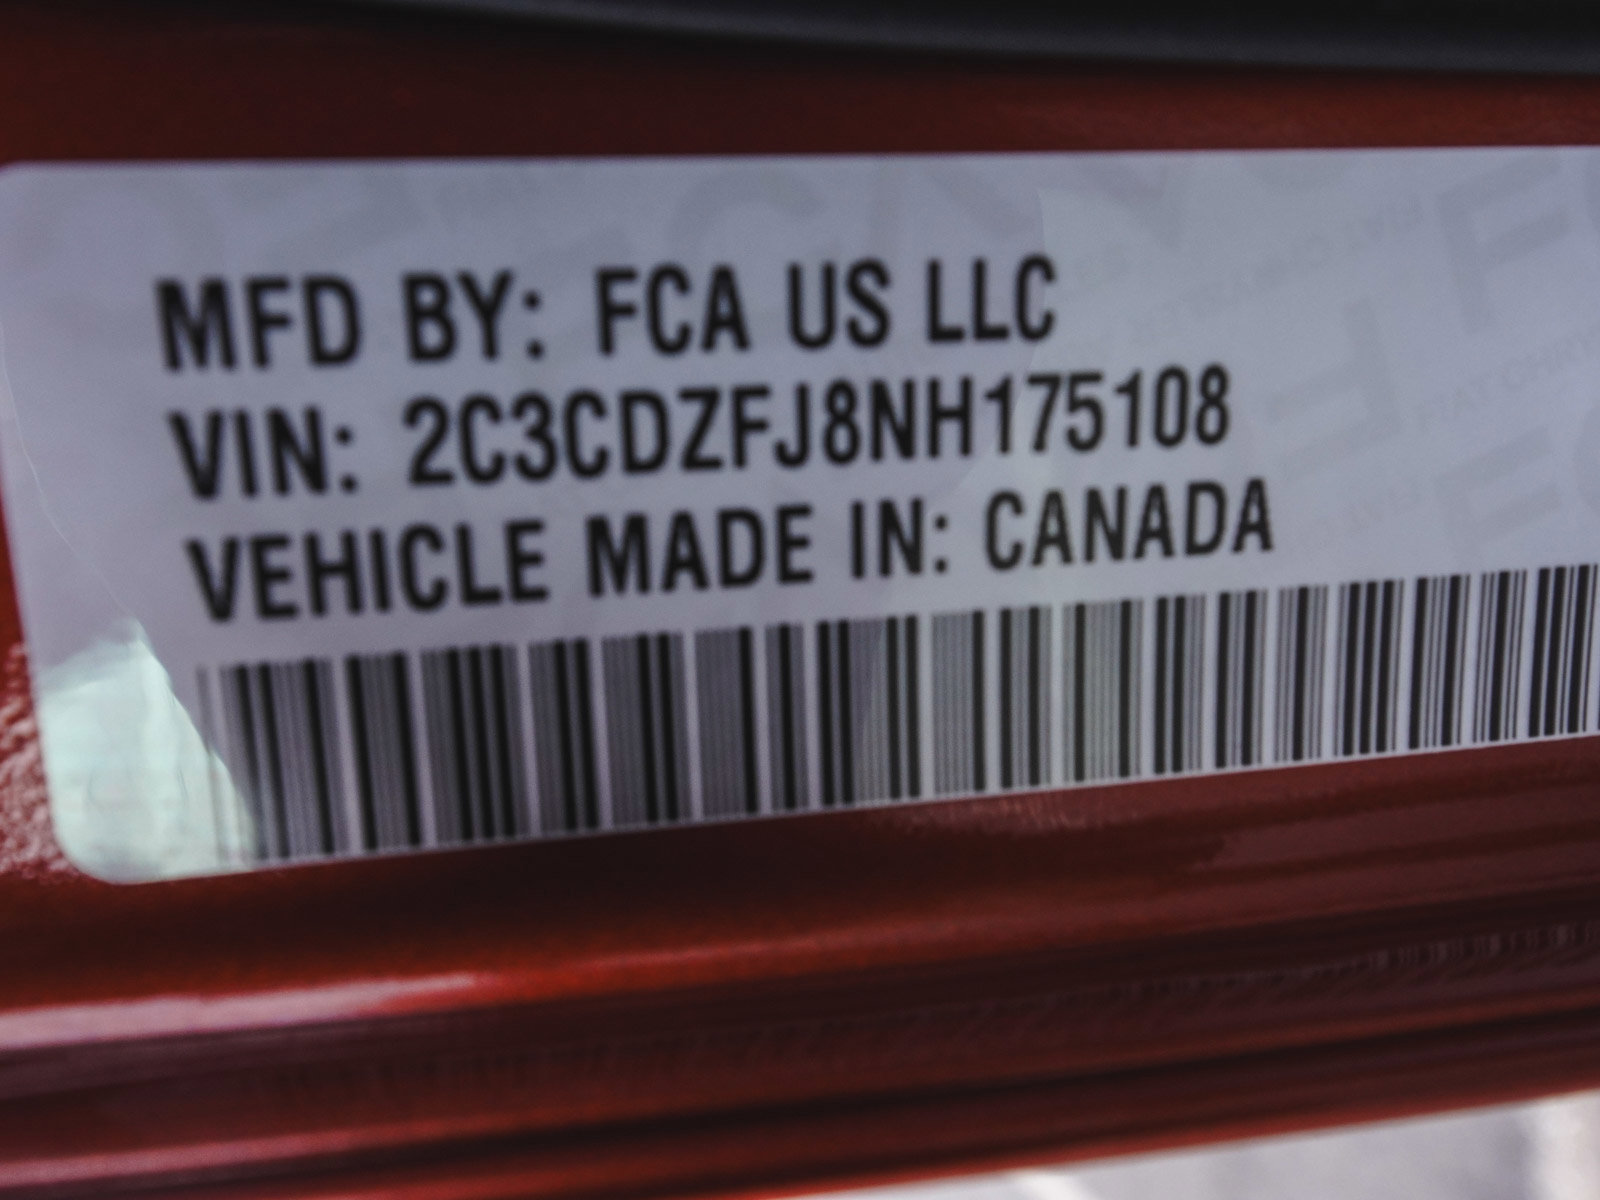 MFD BY: FCA US LLC
VIN: 2C3CDZFJ8NH175108
VEHICLE MADE IN: CANADA